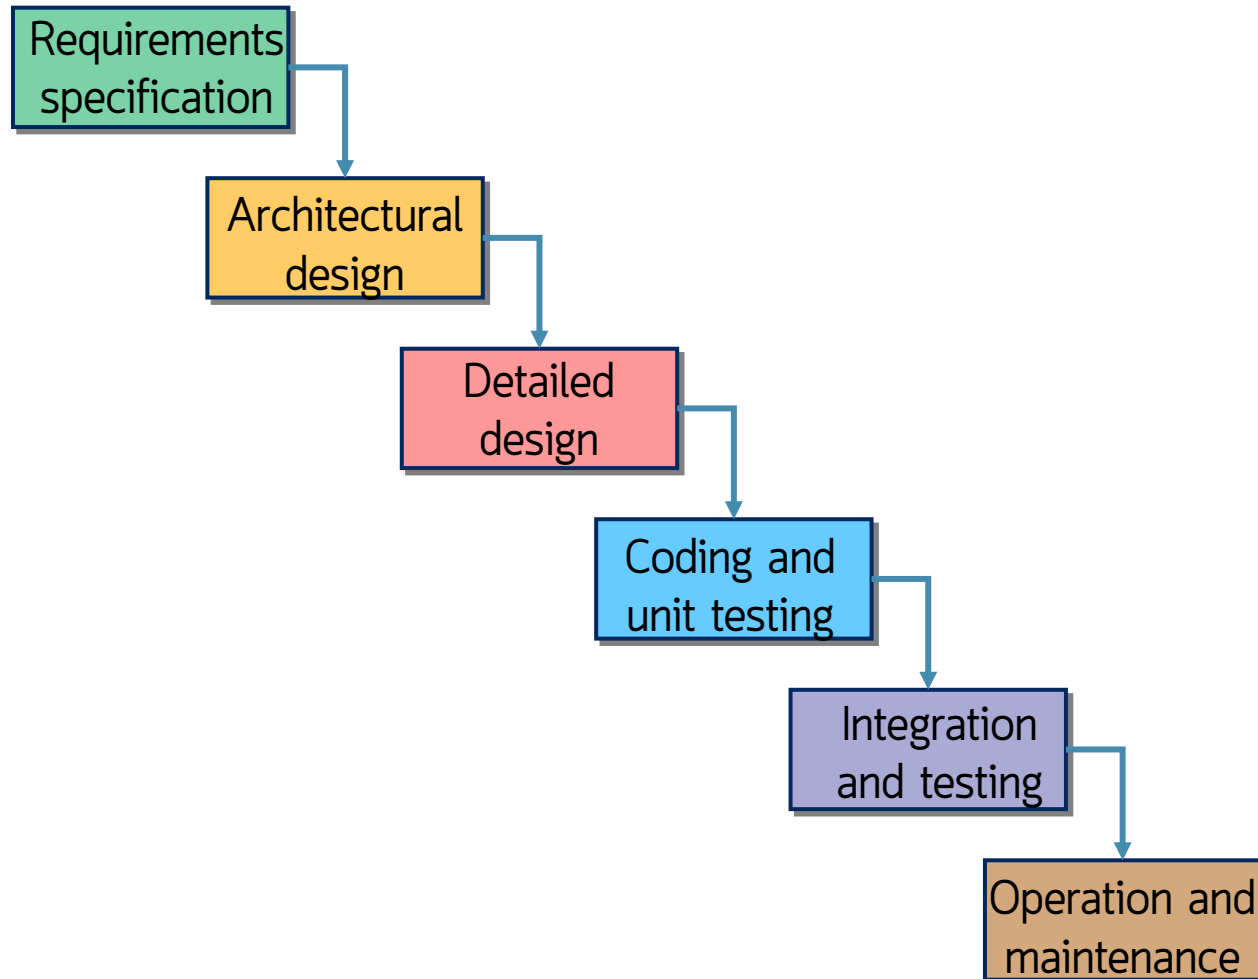 Requirements
specification
Architectural
design
Detailed
design
Coding and
unit testing
Integration
and testing
Operation and
maintenance